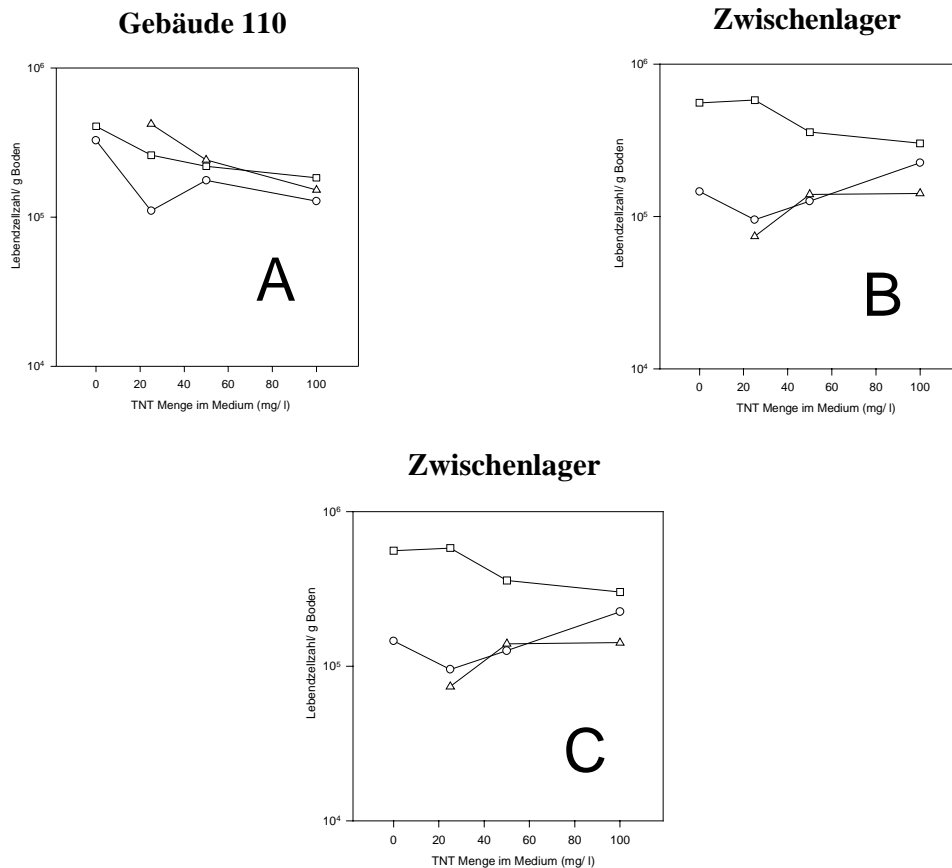 Gebäude 110
10⁶
10⁵
10⁴
Lebendzellzahl/ g Boden
A
0 20 40 60 80 100
TNT Menge im Medium (mg/ l)
Zwischenlager
10⁶
10⁵
10⁴
Lebendzellzahl/ g Boden
B
0 20 40 60 80 100
TNT Menge im Medium (mg/ l)
Zwischenlager
10⁶
10⁵
10⁴
Lebendzellzahl/ g Boden
C
0 20 40 60 80 100
TNT Menge im Medium (mg/ l)